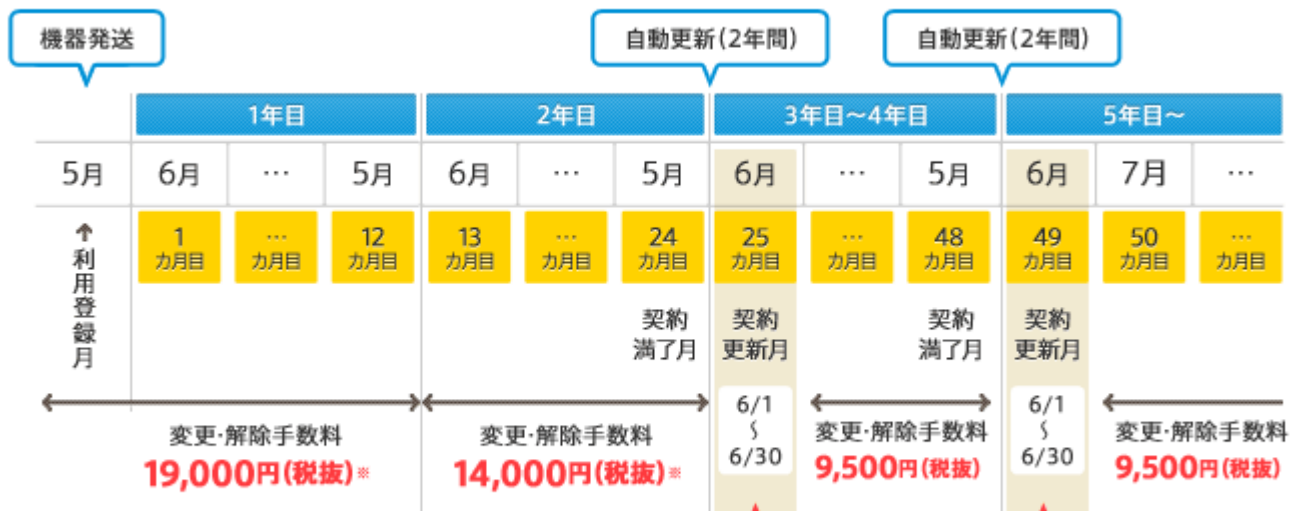 機器発送
自動更新(2年間)
自動更新(2年間)
1年目
2年目
3年目～4年目
5年目～
5月
6月
…
5月
6月
…
5月
6月
…
5月
6月
7月
…
1
カ月目
…
カ月目
12
カ月目
13
カ月目
…
カ月目
24
カ月目
25
カ月目
…
カ月目
48
カ月目
49
カ月目
50
カ月目
…
カ月目
↑利用登録月
契約
満了月
契約
更新月
契約
満了月
契約
更新月
変更・解除手数料
19,000円(税抜)※
変更・解除手数料
14,000円(税抜)※
6/1
～
6/30
変更・解除手数料
9,500円(税抜)
6/1
～
6/30
変更・解除手数料
9,500円(税抜)